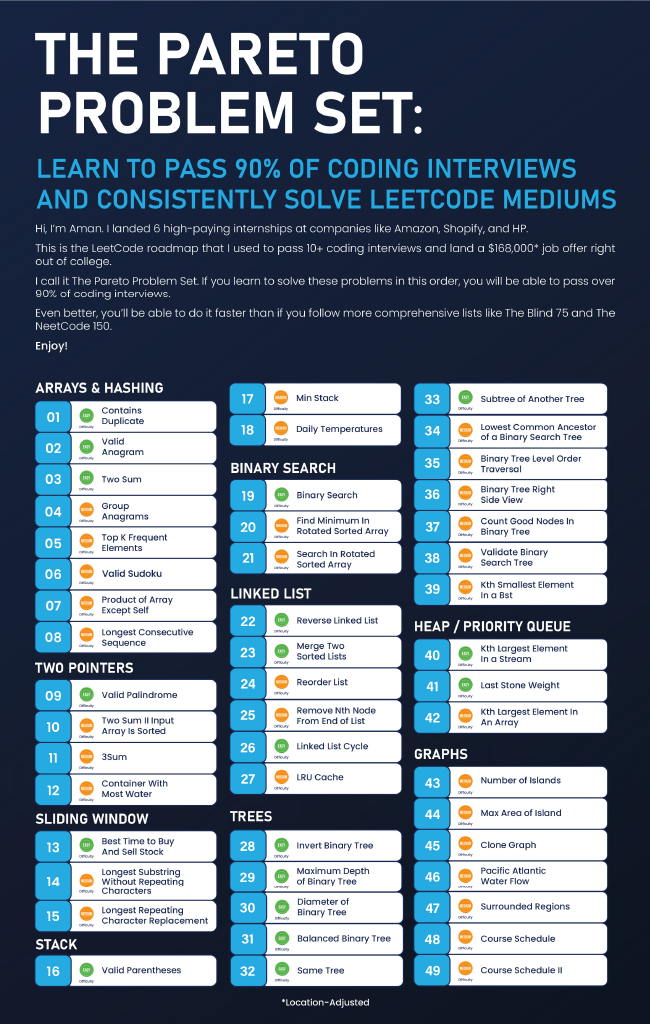 THE PARETO
PROBLEM SET:
LEARN TO PASS 90% OF CODING INTERVIEWS
AND CONSISTENTLY SOLVE LEETCODE MEDIUMS
Hi, I'm Aman. I landed 6 high-paying internships at companies like Amazon, Shopify, and HP.
This is the LeetCode roadmap that I used to pass 10+ coding interviews and land a $168,000* job offer right
out of college.
I call it The Pareto Problem Set. If you learn to solve these problems in this order, you will be able to pass over
90% of coding interviews.
Even better, you'll be able to do it faster than if you follow more comprehensive lists like The Blind 75 and The
NeetCode 150.
Enjoy!
ARRAYS & HASHING
01 EASY Difficulty Contains
Duplicate
02 EASY Difficulty Valid
Anagram
03 EASY Difficulty Two Sum
04 MEDIUM Difficulty Group
Anagrams
05 MEDIUM Difficulty Top K Frequent
Elements
06 MEDIUM Difficulty Valid Sudoku
07 MEDIUM Difficulty Product of Array
Except Self
08 MEDIUM Difficulty Longest Consecutive
Sequence
TWO POINTERS
09 EASY Difficulty Valid Palindrome
10 MEDIUM Difficulty Two Sum II Input
Array Is Sorted
11 MEDIUM Difficulty 3Sum
12 MEDIUM Difficulty Container With
Most Water
SLIDING WINDOW
13 EASY Difficulty Best Time to Buy
And Sell Stock
14 MEDIUM Difficulty Longest Substring
Without Repeating
Characters
15 MEDIUM Difficulty Longest Repeating
Character Replacement
STACK
16 EASY Difficulty Valid Parentheses
17 MEDIUM Difficulty Min Stack
18 MEDIUM Difficulty Daily Temperatures
BINARY SEARCH
19 EASY Difficulty Binary Search
20 MEDIUM Difficulty Find Minimum In
Rotated Sorted Array
21 MEDIUM Difficulty Search In Rotated
Sorted Array
LINKED LIST
22 EASY Difficulty Reverse Linked List
23 EASY Difficulty Merge Two
Sorted Lists
24 MEDIUM Difficulty Reorder List
25 MEDIUM Difficulty Remove Nth Node
From End of List
26 EASY Difficulty Linked List Cycle
27 MEDIUM Difficulty LRU Cache
TREES
28 EASY Difficulty Invert Binary Tree
29 EASY Difficulty Maximum Depth
of Binary Tree
30 EASY Difficulty Diameter of
Binary Tree
31 EASY Difficulty Balanced Binary Tree
32 EASY Difficulty Same Tree
33 EASY Difficulty Subtree of Another Tree
34 MEDIUM Difficulty Lowest Common Ancestor
of a Binary Search Tree
35 MEDIUM Difficulty Binary Tree Level Order
Traversal
36 MEDIUM Difficulty Binary Tree Right
Side View
37 MEDIUM Difficulty Count Good Nodes In
Binary Tree
38 MEDIUM Difficulty Validate Binary
Search Tree
39 MEDIUM Difficulty Kth Smallest Element
In a Bst
HEAP / PRIORITY QUEUE
40 EASY Difficulty Kth Largest Element
In a Stream
41 EASY Difficulty Last Stone Weight
42 MEDIUM Difficulty Kth Largest Element In
An Array
GRAPHS
43 MEDIUM Difficulty Number of Islands
44 MEDIUM Difficulty Max Area of Island
45 MEDIUM Difficulty Clone Graph
46 MEDIUM Difficulty Pacific Atlantic
Water Flow
47 MEDIUM Difficulty Surrounded Regions
48 MEDIUM Difficulty Course Schedule
49 MEDIUM Difficulty Course Schedule II
*Location-Adjusted